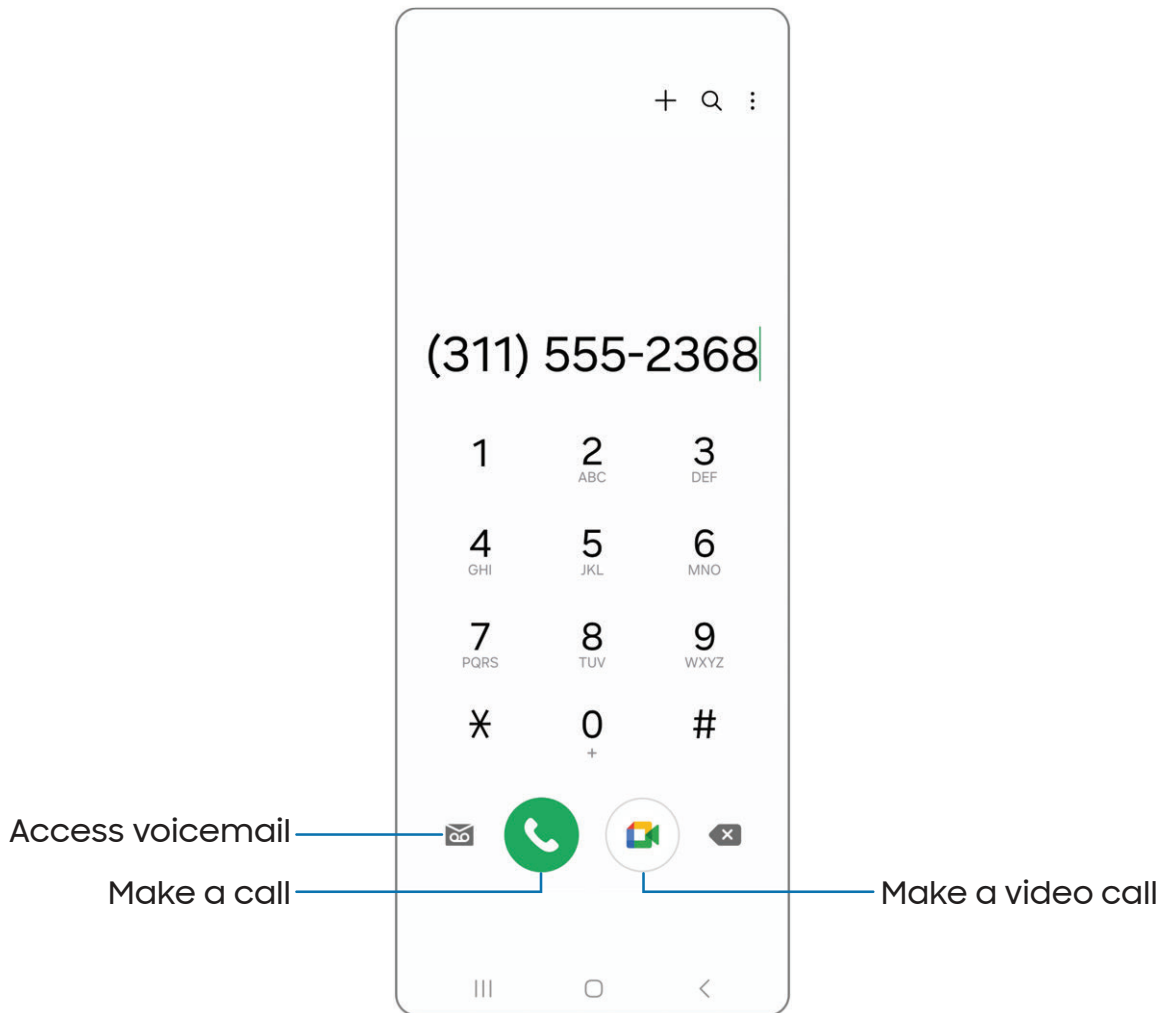 (311) 555-2368
1 2 3
ABC DEF
4 5 6
GHI JKL MNO
7 8 9
PQRS TUV WXYZ
* 0 #
+
Access voicemail
Make a call
Make a video call